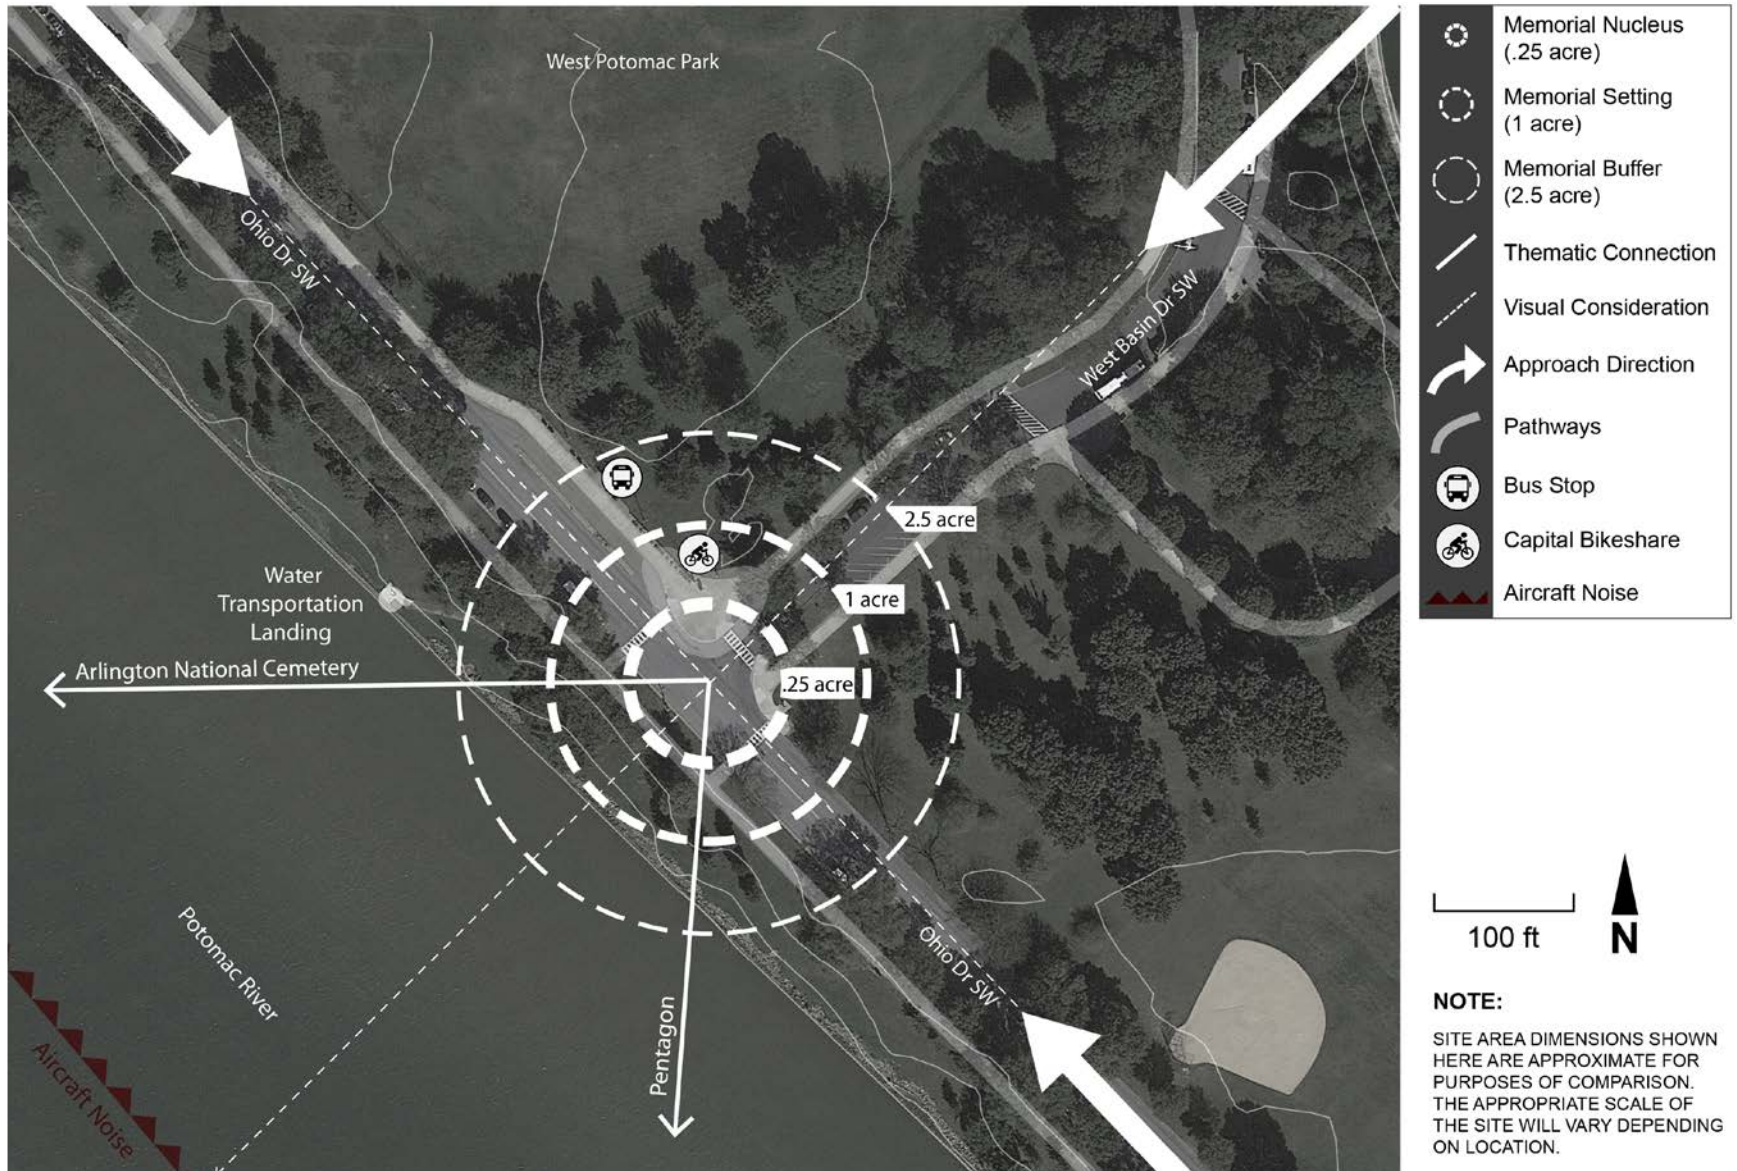 West Potomac Park
Ohio Dr SW
West Basin Dr SW
2.5 acre
1 acre
.25 acre
Water
Transportation
Landing
Arlington National Cemetery
Potomac River
Pentagon
Ohio Dr SW
Aircraft Noise
Memorial Nucleus
(.25 acre)
Memorial Setting
(1 acre)
Memorial Buffer
(2.5 acre)
Thematic Connection
Visual Consideration
Approach Direction
Pathways
Bus Stop
Capital Bikeshare
Aircraft Noise
100 ft
N
NOTE:
SITE AREA DIMENSIONS SHOWN
HERE ARE APPROXIMATE FOR
PURPOSES OF COMPARISON.
THE APPROPRIATE SCALE OF
THE SITE WILL VARY DEPENDING
ON LOCATION.